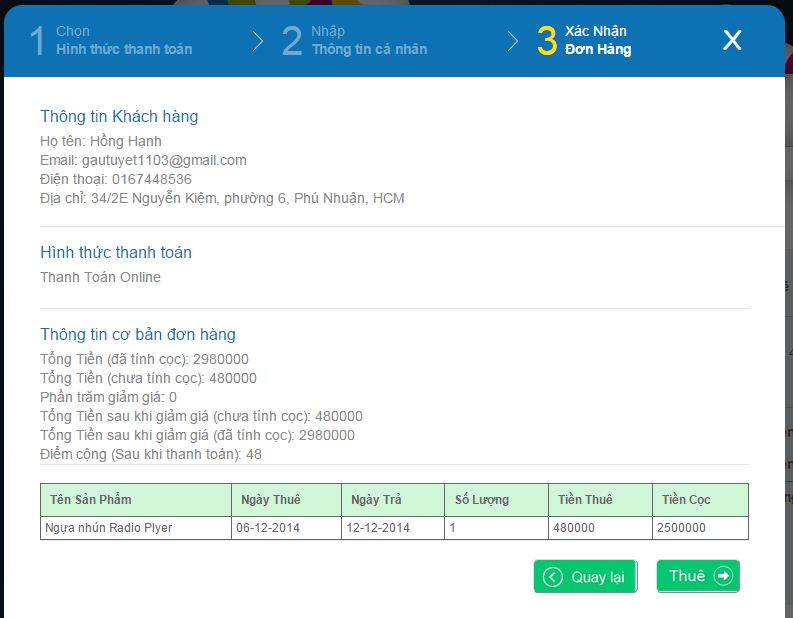 1 Chọn
Hình thức thanh toán
2 Nhập
Thông tin cá nhân
3 Xác Nhận
Đơn Hàng
X
Thông tin Khách hàng
Họ tên: Hồng Hạnh
Email: gautuyet1103@gmail.com
Điện thoại: 0167448536
Địa chỉ: 34/2E Nguyễn Kiệm, phường 6, Phú Nhuận, HCM
Hình thức thanh toán
Thanh Toán Online
Thông tin cơ bản đơn hàng
Tổng Tiền (đã tính cọc): 2980000
Tổng Tiền (chưa tính cọc): 480000
Phần trăm giảm giá: 0
Tổng Tiền sau khi giảm giá (chưa tính cọc): 480000
Tổng Tiền sau khi giảm giá (đã tính cọc): 2980000
Điểm cộng (Sau khi thanh toán): 48
Tên Sản Phẩm Ngày Thuê Ngày Trả Số Lượng Tiền Thuê Tiền Cọc
Ngựa nhún Radio Plyer 06-12-2014 12-12-2014 1 480000 2500000
Quay lại Thuê